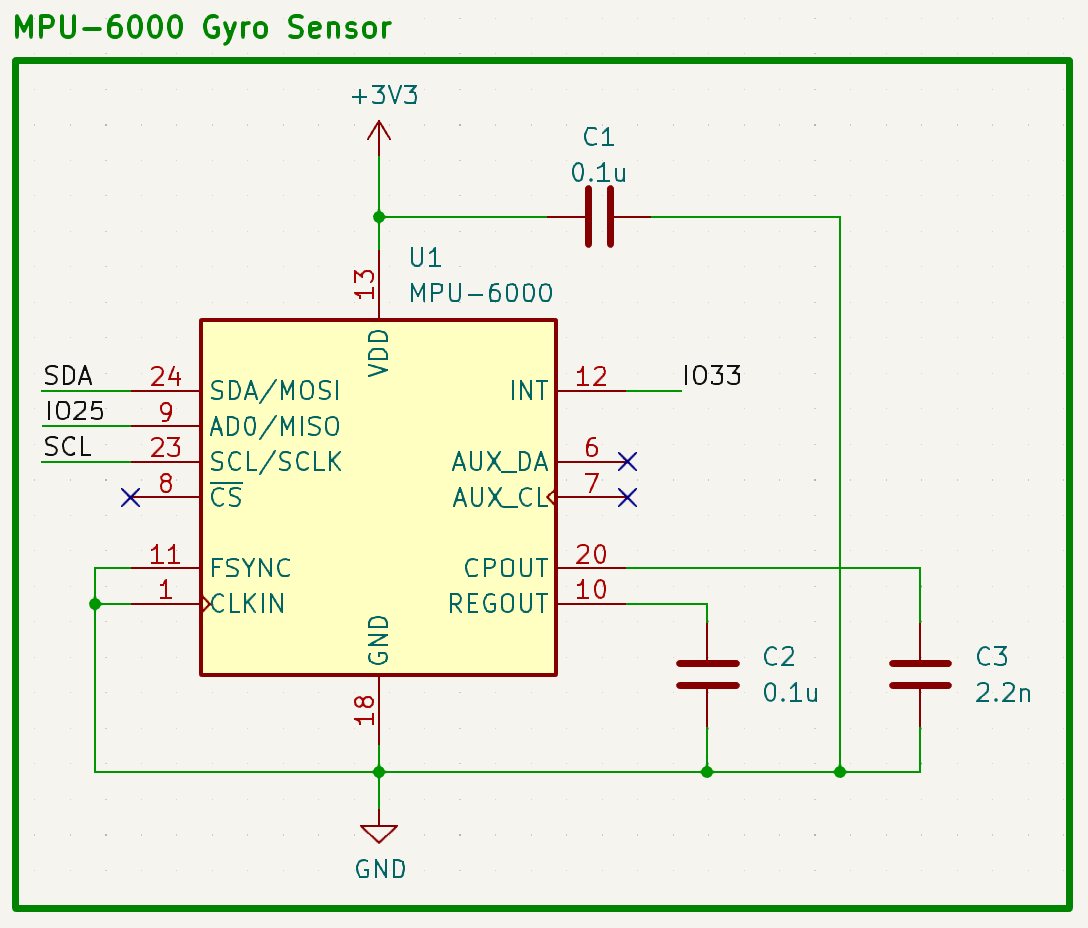 MPU-6000 Gyro Sensor
+3V3
C1
0.1u
U1
MPU-6000
13
VDD
SDA
24
SDA/MOSI
IO25
9
AD0/MISO
SCL
23
SCL/SCLK
8
CS
11
FSYNC
1
CLKIN
INT
12
IO33
AUX_DA
6
AUX_CL
7
CPOUT
20
REGOUT
10
GND
18
C2
0.1u
C3
2.2n
GND